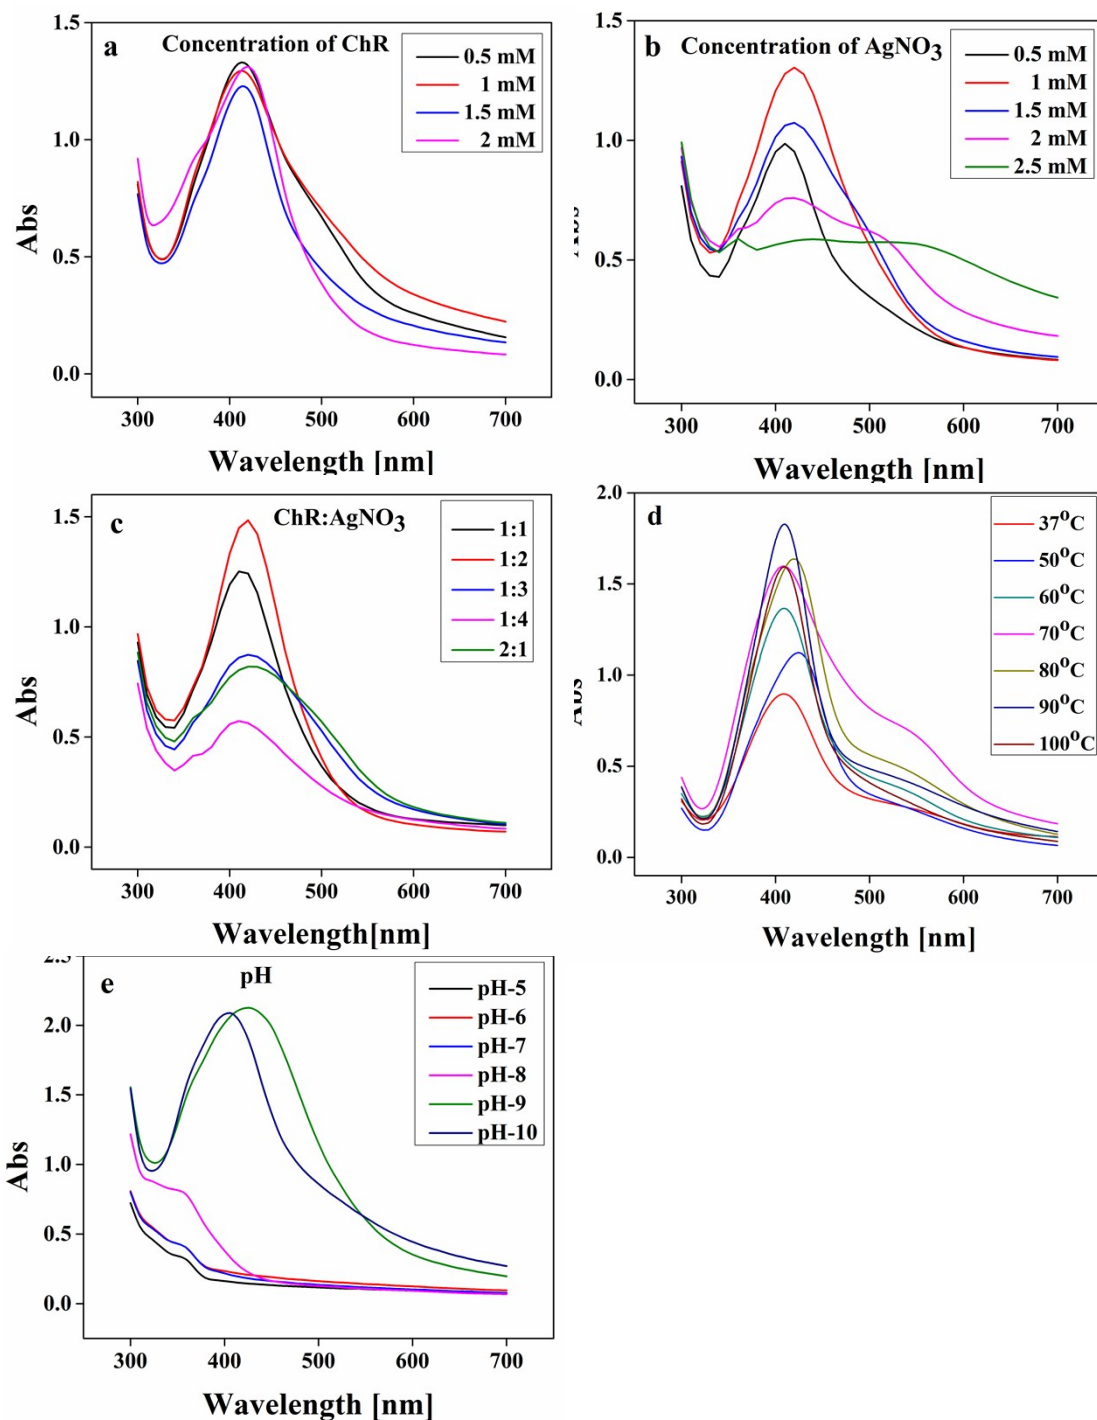 a
Concentration of ChR
0.5 mM
1 mM
1.5 mM
2 mM
1.5
1.0
0.5
0.0
Abs
300 400 500 600 700
Wavelength [nm]
b
Concentration of AgNO3
0.5 mM
1 mM
1.5 mM
2 mM
2.5 mM
1.5
1.0
0.5
0.0
Abs
300 400 500 600 700
Wavelength [nm]
c
ChR:AgNO3
1:1
1:2
1:3
1:4
2:1
1.5
1.0
0.5
0.0
Abs
300 400 500 600 700
Wavelength[nm]
d
37°C
50°C
60°C
70°C
80°C
90°C
100°C
2.0
1.5
1.0
0.5
0.0
Abs
300 400 500 600 700
Wavelength [nm]
e
pH
pH-5
pH-6
pH-7
pH-8
pH-9
pH-10
2.5
2.0
1.5
1.0
0.5
0.0
Abs
300 400 500 600 700
Wavelength [nm]